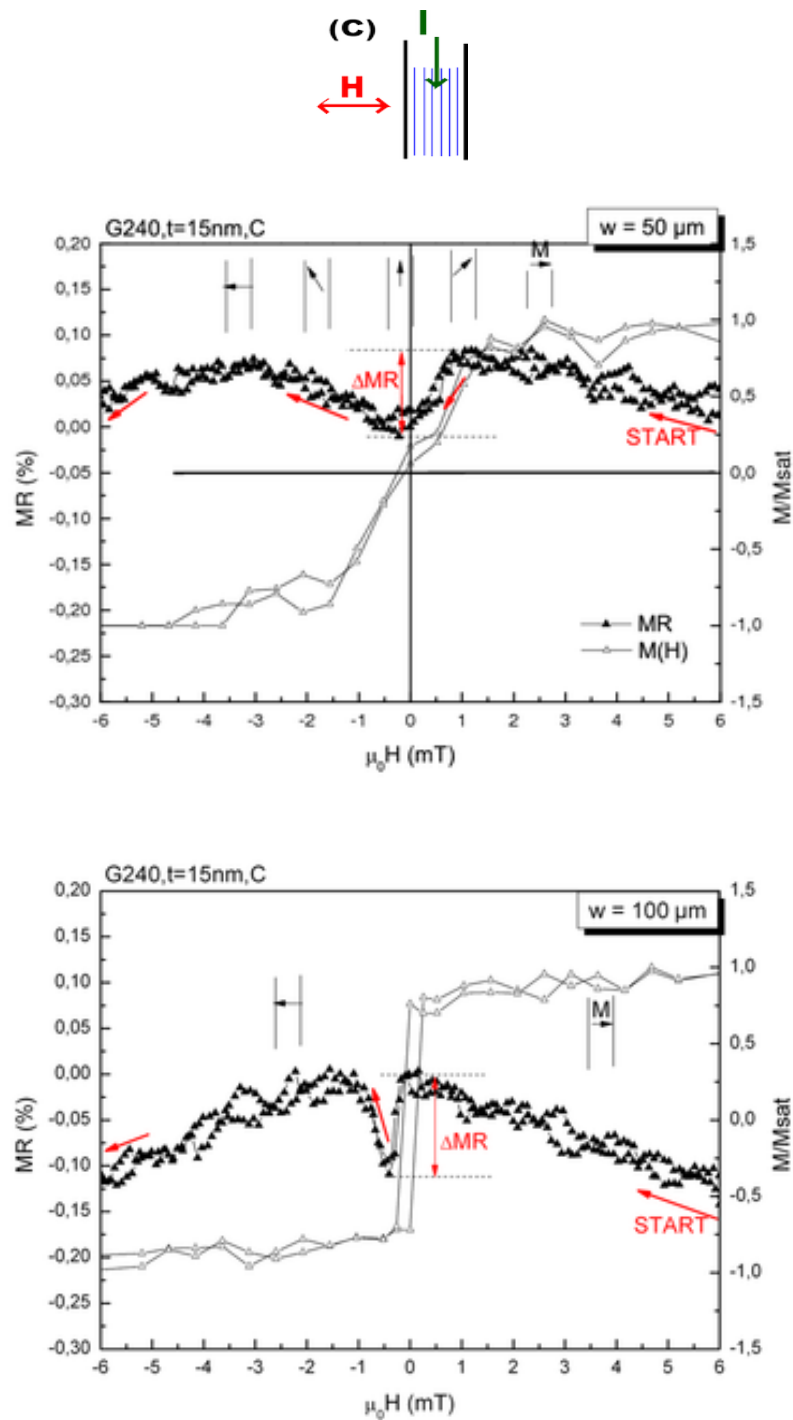 (C) I
H
G240,t=15nm,C
w = 50 µm
0,20
0,15
0,10
0,05
0,00
-0,05
-0,10
-0,15
-0,20
-0,25
-0,30
MR (%)
1,5
1,0
0,5
0,0
-0,5
-1,0
-1,5
M/Msat
M
ΔMR
START
MR
M(H)
-6 -5 -4 -3 -2 -1 0 1 2 3 4 5 6
µ₀H (mT)
G240,t=15nm,C
w = 100 µm
0,20
0,15
0,10
0,05
0,00
-0,05
-0,10
-0,15
-0,20
-0,25
-0,30
MR (%)
1,5
1,0
0,5
0,0
-0,5
-1,0
-1,5
M/Msat
M
ΔMR
START
-6 -5 -4 -3 -2 -1 0 1 2 3 4 5 6
µ₀H (mT)